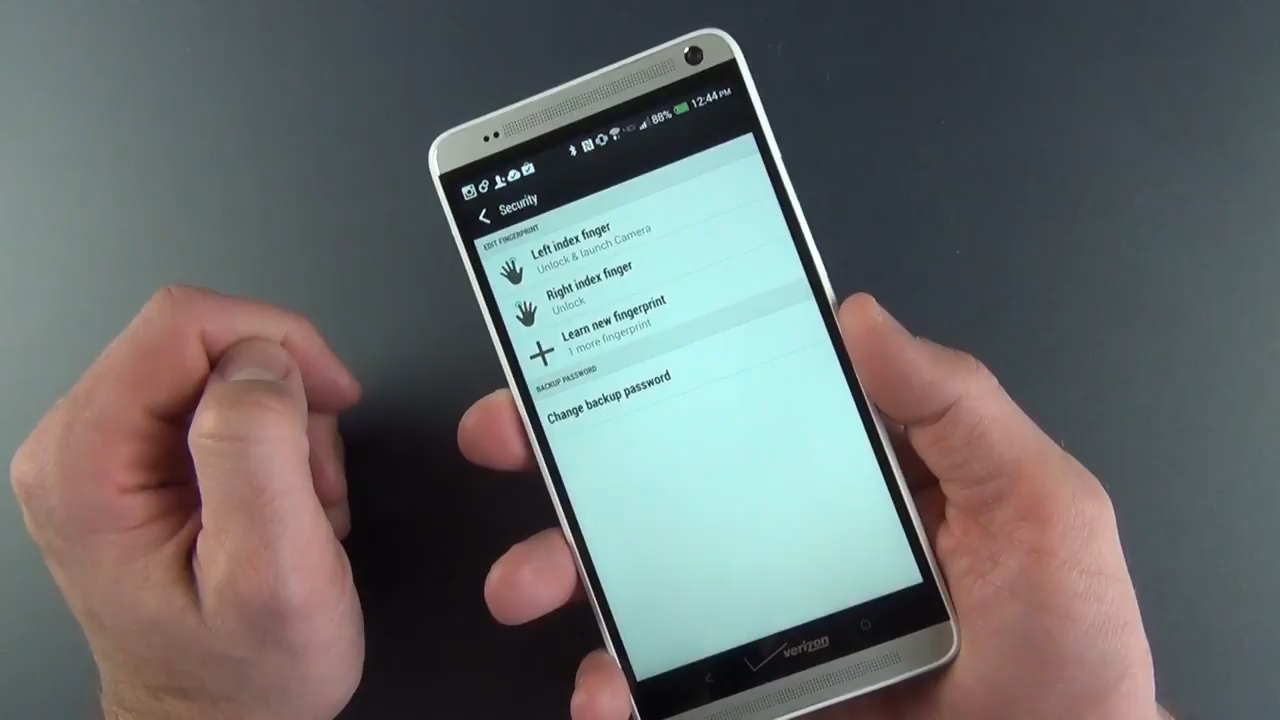 88% 12:44 PM
Security
EDIT FINGERPRINT
Left index finger
Unlock & launch Camera
Right index finger
Unlock
Learn new fingerprint
1 more fingerprint
BACKUP PASSWORD
Change backup password
verizon